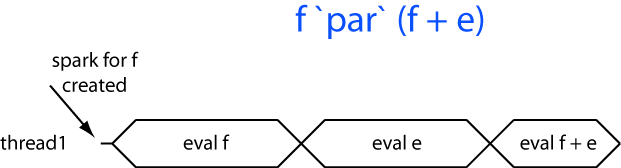 f `par` (f + e)
spark for f
created
thread1
eval f
eval e
eval f + e